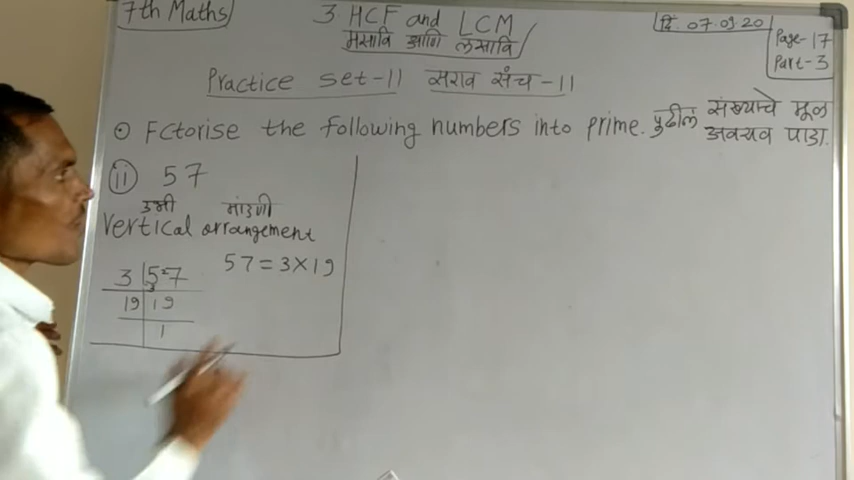 7th Maths
3 HCF and LCM
मसावि आणि लसावि
दि. 07.09.20
Page-17
Part-3
Practice set-11 सराव संच-11
⊙ Fctorise the following numbers into prime. पुढील संख्याचे मूळ
अवयव पाडा.
ii 57
उभी मांडणी
Vertical arrangement
3 | 57 57 = 3 × 19
19 | 19
1